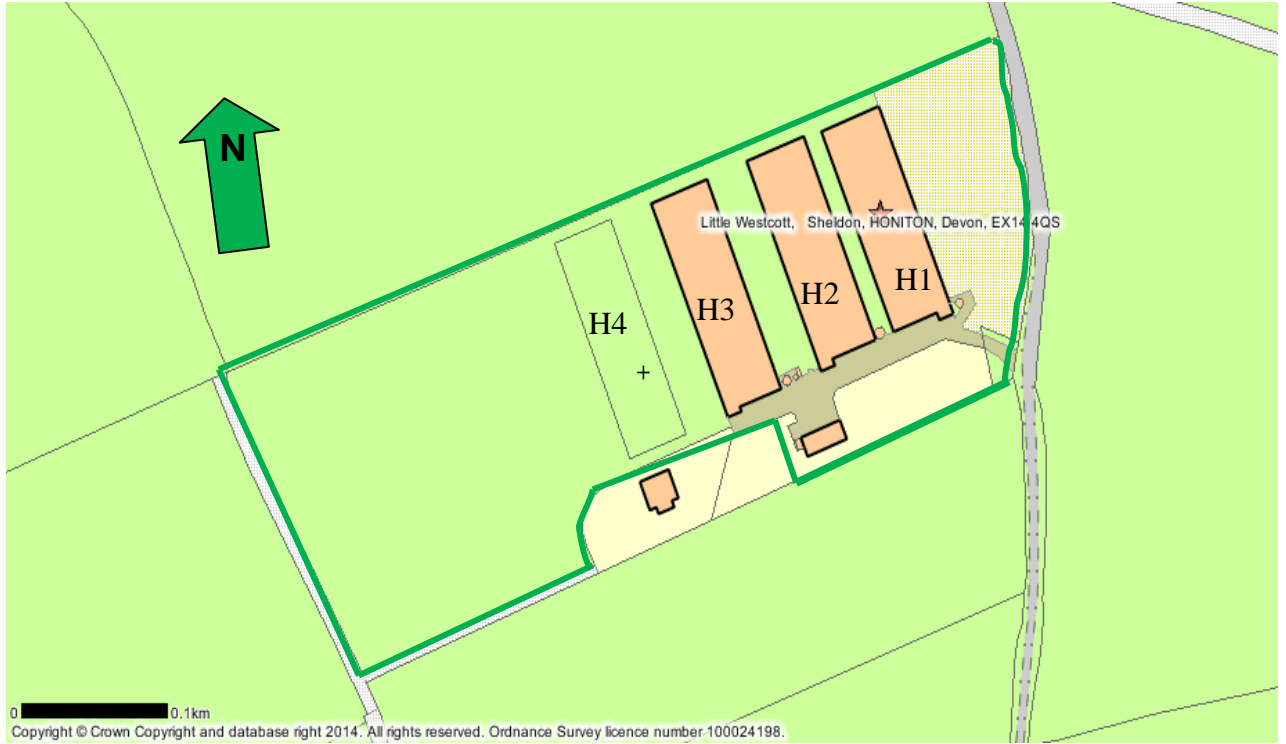 N
Little Westcott, Sheldon, HONITON, Devon, EX14 4QS
H1
H2
H3
H4
0 0.1km
Copyright © Crown Copyright and database right 2014. All rights reserved. Ordnance Survey licence number 100024198.